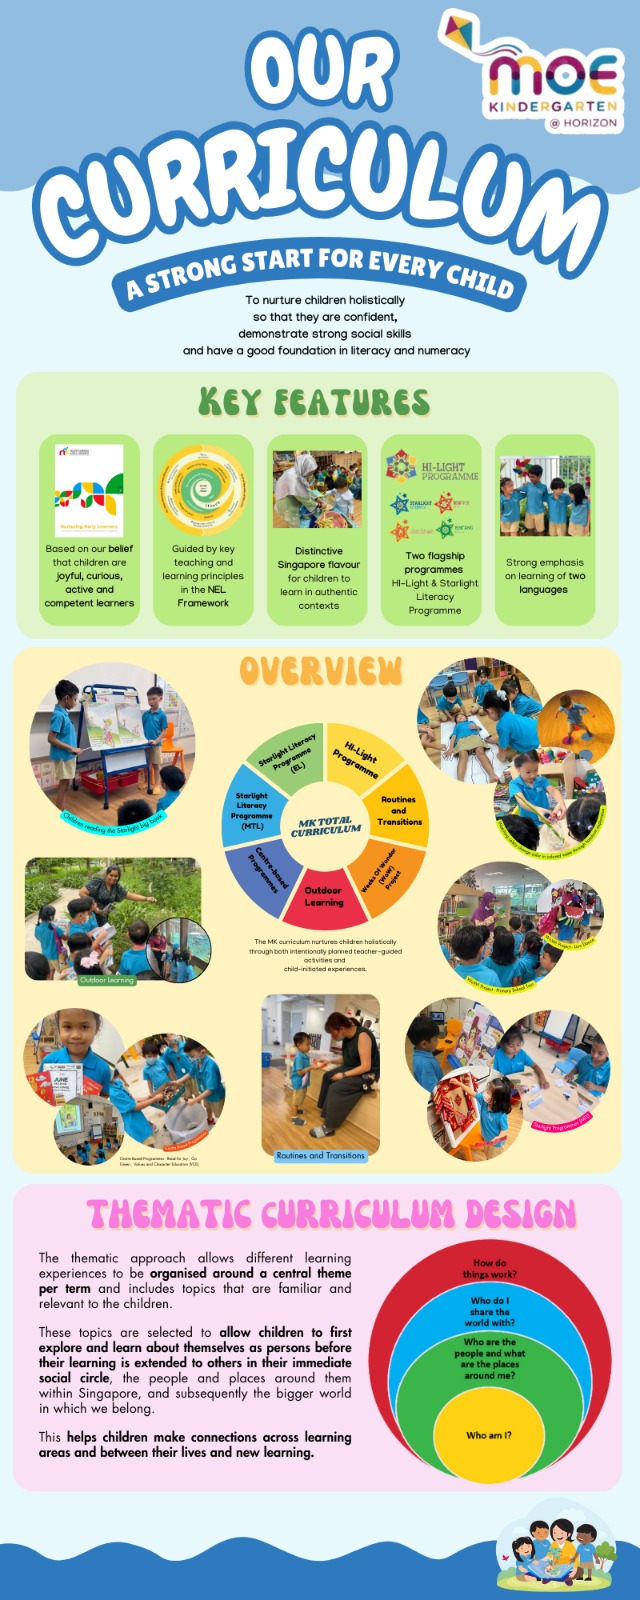 OUR
CURRICULUM
MOE
KINDERGARTEN
@ HORIZON
A STRONG START FOR EVERY CHILD
To nurture children holistically
so that they are confident,
demonstrate strong social skills
and have a good foundation in literacy and numeracy
KEY FEATURES
Nurturing Early Learners
Based on our belief
that children are
joyful, curious,
active and
competent learners
Guided by key
teaching and
learning principles
in the NEL
Framework
Distinctive
Singapore flavour
for children to
learn in authentic
contexts
HI-LIGHT
PROGRAMME
STARLIGHT
Two flagship
programmes
HI-Light & Starlight
Literacy
Programme
Strong emphasis
on learning of two
languages
OVERVIEW
Children reading the Starlight big book
Starlight Literacy
Programme
(EL)
HI-Light
Programme
Starlight
Literacy
Programme
(MTL)
Routines
and
Transitions
MK TOTAL
CURRICULUM
Centre-based
Programmes
Outdoor
Learning
Weeks Of Wonder
(WoW)
Project
The MK curriculum nurtures children holistically
through both intentionally planned teacher-guided
activities and
child-initiated experiences.
Outdoor Learning
WoW Project - Lion Dance
WoW Project - Primary School Tour
JUNE
Centre Based Programmes
Centre Based Programme - Read for Joy, Go
Green, Values and Character Education (VCE)
Routines and Transitions
Starlight Programmes (MTL)
THEMATIC CURRICULUM DESIGN
The thematic approach allows different learning
experiences to be organised around a central theme
per term and includes topics that are familiar and
relevant to the children.
These topics are selected to allow children to first
explore and learn about themselves as persons before
their learning is extended to others in their immediate
social circle, the people and places around them
within Singapore, and subsequently the bigger world
in which we belong.
This helps children make connections across learning
areas and between their lives and new learning.
How do
things work?
Who do I
share the
world with?
Who are the
people and what
are the places
around me?
Who am I?